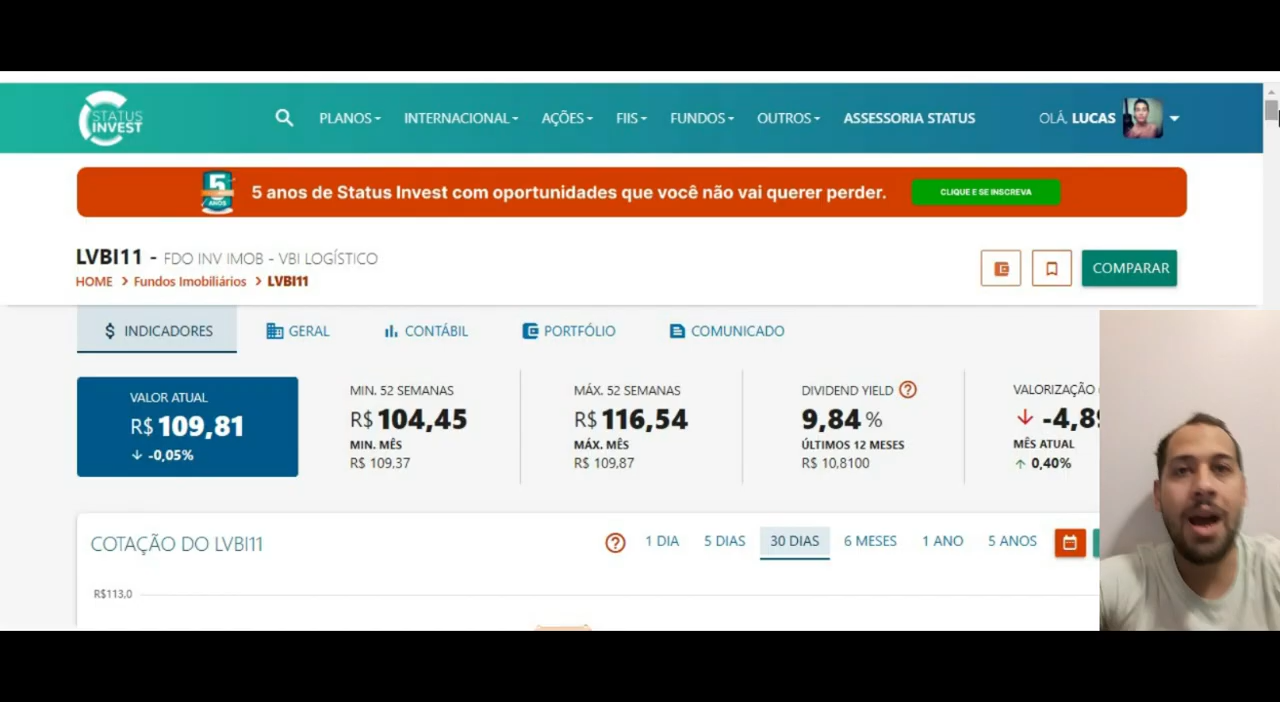 STATUS
INVEST
PLANOS
INTERNACIONAL
AÇÕES
FIIS
FUNDOS
OUTROS
ASSESSORIA STATUS
OLÁ, LUCAS
5 ANOS
5 anos de Status Invest com oportunidades que você não vai querer perder.
CLIQUE E SE INSCREVA
LVBI11 - FDO INV IMOB - VBI LOGÍSTICO
HOME > Fundos Imobiliários > LVBI11
COMPARAR
$ INDICADORES
GERAL
CONTÁBIL
PORTFÓLIO
COMUNICADO
VALOR ATUAL
R$ 109,81
-0,05%
MIN. 52 SEMANAS
R$ 104,45
MIN. MÊS
R$ 109,37
MÁX. 52 SEMANAS
R$ 116,54
MÁX. MÊS
R$ 109,87
DIVIDEND YIELD ?
9,84 %
ÚLTIMOS 12 MESES
R$ 10,8100
VALORIZAÇÃO
-4,89
MÊS ATUAL
0,40%
COTAÇÃO DO LVBI11
?
1 DIA
5 DIAS
30 DIAS
6 MESES
1 ANO
5 ANOS
R$113,0